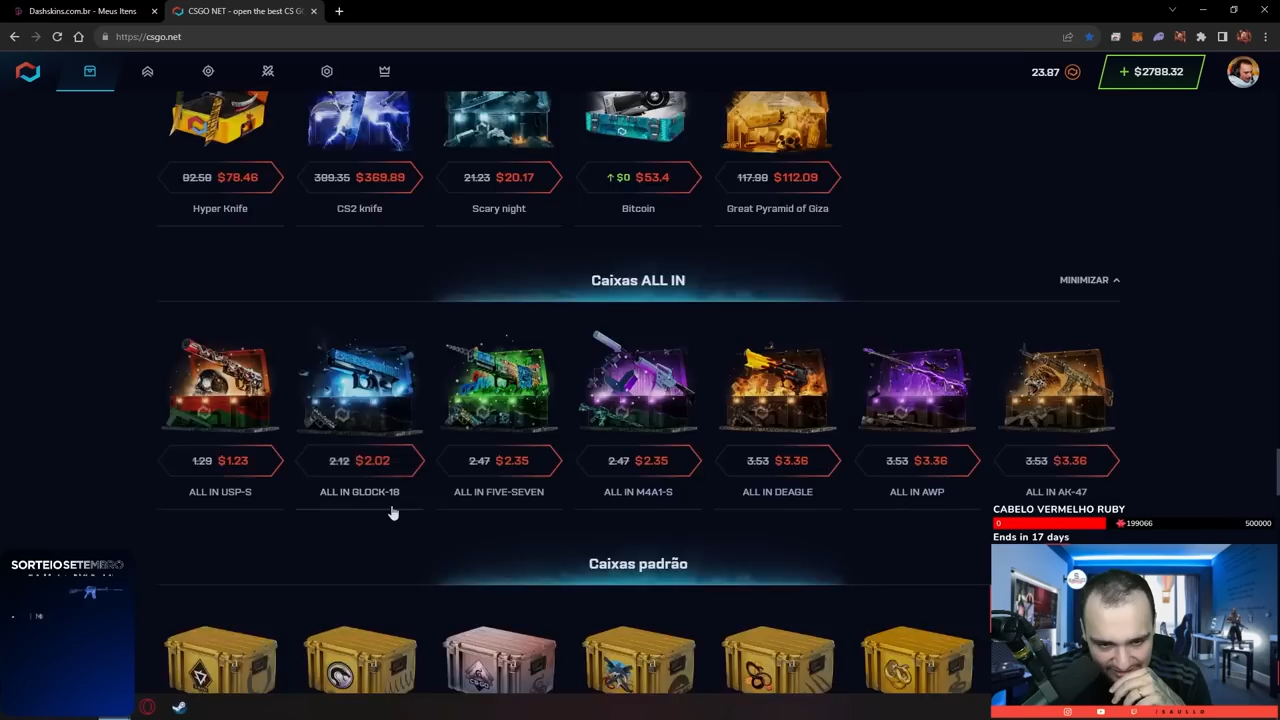 Dashskins.com.br - Meus Itens
CSGO NET - open the best CS G
https://csgo.net
23.87
+ $2788.32
92.59 $78.46
389.35 $369.89
21.23 $20.17
$0 $53.4
117.98 $112.09
Hyper Knife
CS2 knife
Scary night
Bitcoin
Great Pyramid of Giza
Caixas ALL IN
MINIMIZAR
1.29 $1.23
2.12 $2.02
2.47 $2.35
2.47 $2.35
3.53 $3.36
3.53 $3.36
3.53 $3.36
ALL IN USP-S
ALL IN GLOCK-18
ALL IN FIVE-SEVEN
ALL IN M4A1-S
ALL IN DEAGLE
ALL IN AWP
ALL IN AK-47
CABELO VERMELHO RUBY
0 199066 500000
Ends in 17 days
Caixas padrão
SORTEIOSETEMBRO
/SAULLO